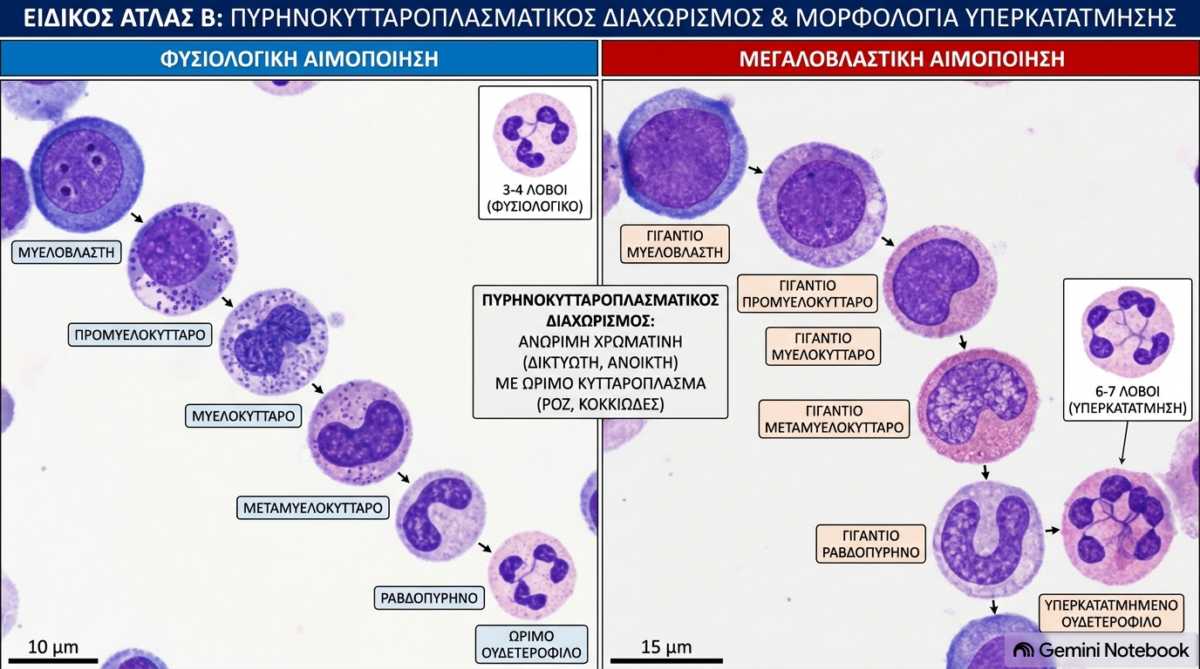 ΕΙΔΙΚΟΣ ΑΤΛΑΣ Β: ΠΥΡΗΝΟΚΥΤΤΑΡΟΠΛΑΣΜΑΤΙΚΟΣ ΔΙΑΧΩΡΙΣΜΟΣ & ΜΟΡΦΟΛΟΓΙΑ ΥΠΕΡΚΑΤΑΤΜΗΣΗΣ
ΦΥΣΙΟΛΟΓΙΚΗ ΑΙΜΟΠΟΙΗΣΗ
3-4 ΛΟΒΟΙ
(ΦΥΣΙΟΛΟΓΙΚΟ)
ΜΥΕΛΟΒΛΑΣΤΗ
ΠΡΟΜΥΕΛΟΚΥΤΤΑΡΟ
ΜΥΕΛΟΚΥΤΤΑΡΟ
ΜΕΤΑΜΥΕΛΟΚΥΤΤΑΡΟ
ΡΑΒΔΟΠΥΡΗΝΟ
ΩΡΙΜΟ
ΟΥΔΕΤΕΡΟΦΙΛΟ
10 μm
ΠΥΡΗΝΟΚΥΤΤΑΡΟΠΛΑΣΜΑΤΙΚΟΣ
ΔΙΑΧΩΡΙΣΜΟΣ:
ΑΝΩΡΙΜΗ ΧΡΩΜΑΤΙΝΗ
(ΔΙΚΤΥΩΤΗ, ΑΝΟΙΚΤΗ)
ΜΕ ΩΡΙΜΟ ΚΥΤΤΑΡΟΠΛΑΣΜΑ
(ΡΟΖ, ΚΟΚΚΙΩΔΕΣ)
ΜΕΓΑΛΟΒΛΑΣΤΙΚΗ ΑΙΜΟΠΟΙΗΣΗ
ΓΙΓΑΝΤΙΟ
ΜΥΕΛΟΒΛΑΣΤΗ
ΓΙΓΑΝΤΙΟ
ΠΡΟΜΥΕΛΟΚΥΤΤΑΡΟ
ΓΙΓΑΝΤΙΟ
ΜΥΕΛΟΚΥΤΤΑΡΟ
ΓΙΓΑΝΤΙΟ
ΜΕΤΑΜΥΕΛΟΚΥΤΤΑΡΟ
6-7 ΛΟΒΟΙ
(ΥΠΕΡΚΑΤΑΤΜΗΣΗ)
ΓΙΓΑΝΤΙΟ
ΡΑΒΔΟΠΥΡΗΝΟ
ΥΠΕΡΚΑΤΑΤΜΗΜΕΝΟ
ΟΥΔΕΤΕΡΟΦΙΛΟ
15 μm
Gemini Notebook